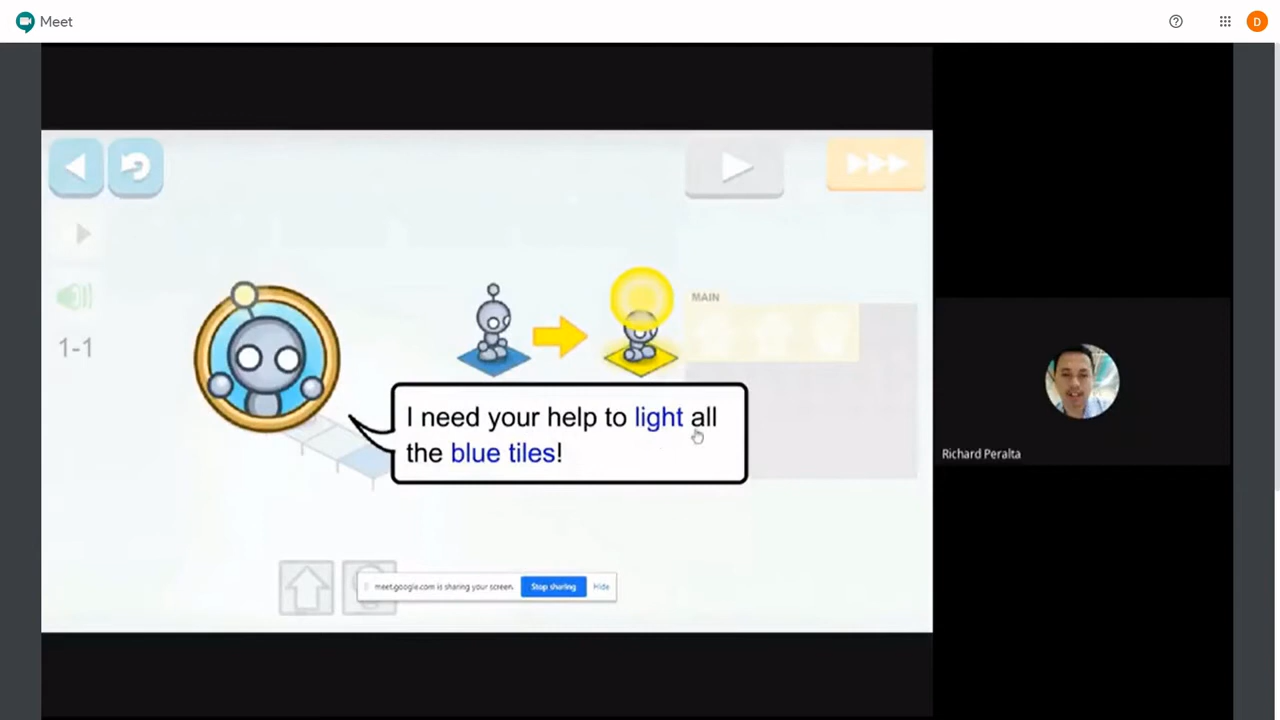 Meet
D
MAIN
1-1
I need your help to light all
the blue tiles!
Richard Peralta
meet.google.com is sharing your screen.
Stop sharing
Hide